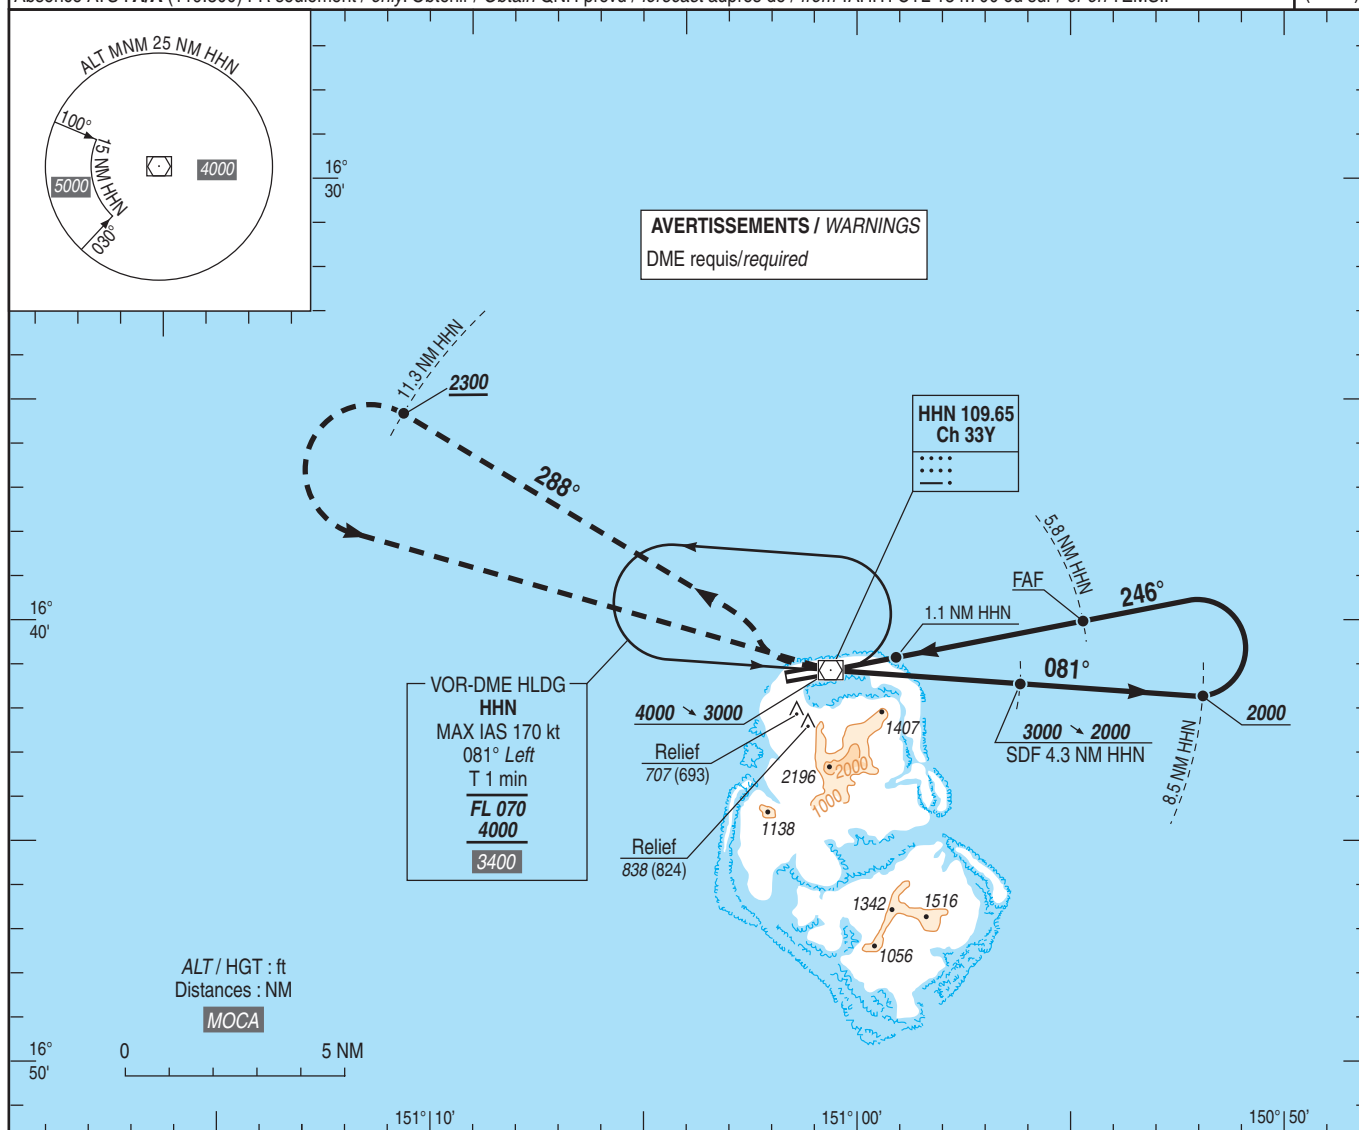 ALT MNM 25 NM HHN
100°
15 NM HHN
5000
4000
030°
16°
30'
AVERTISSEMENTS / WARNINGS
DME requis/required
11.3 NM HHN
2300
288°
HHN 109.65
Ch 33Y
5.8 NM HHN
FAF
246°
1.1 NM HHN
16°
40'
081°
VOR-DME HLDG
HHN
MAX IAS 170 kt
081° Left
T 1 min
FL 070
4000
3400
4000 ↘ 3000
3000 ↘ 2000
SDF 4.3 NM HHN
2000
8.5 NM HHN
Relief
707 (693)
1407
2196
2000
1000
1138
Relief
838 (824)
1342
1516
1056
ALT / HGT : ft
Distances : NM
MOCA
0
5 NM
16°
50'
151° 10'
151° 00'
150° 50'